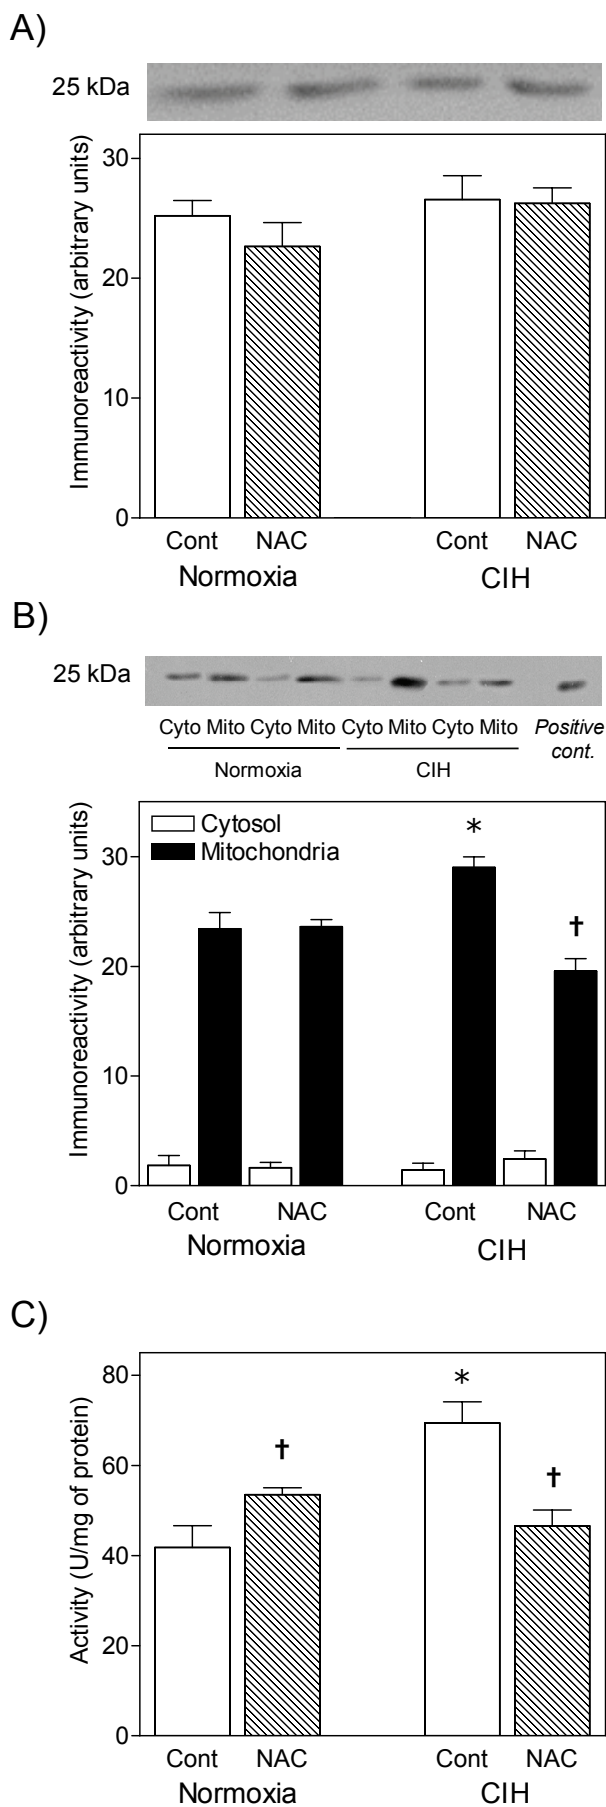 A)
25 kDa
Immunoreactivity (arbitrary units)
30
20
10
0
Cont NAC Cont NAC
Normoxia CIH
B)
25 kDa
Cyto Mito Cyto Mito Cyto Mito Cyto Mito Positive
cont.
Normoxia CIH
Immunoreactivity (arbitrary units)
Cytosol
Mitochondria
30
20
10
0
*
†
Cont NAC Cont NAC
Normoxia CIH
C)
Activity (U/mg of protein)
80
60
40
20
0
†
*
†
Cont NAC Cont NAC
Normoxia CIH